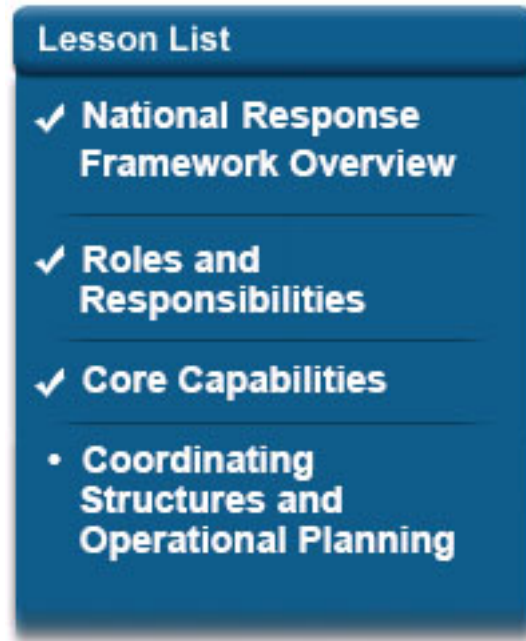 Lesson List
✓ National Response
Framework Overview
✓ Roles and
Responsibilities
✓ Core Capabilities
• Coordinating
Structures and
Operational Planning